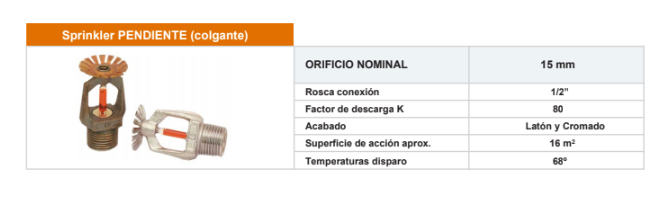 Sprinkler PENDIENTE (colgante)
ORIFICIO NOMINAL 15 mm
Rosca conexión 1/2"
Factor de descarga K 80
Acabado Latón y Cromado
Superficie de acción aprox. 16 m²
Temperaturas disparo 68º